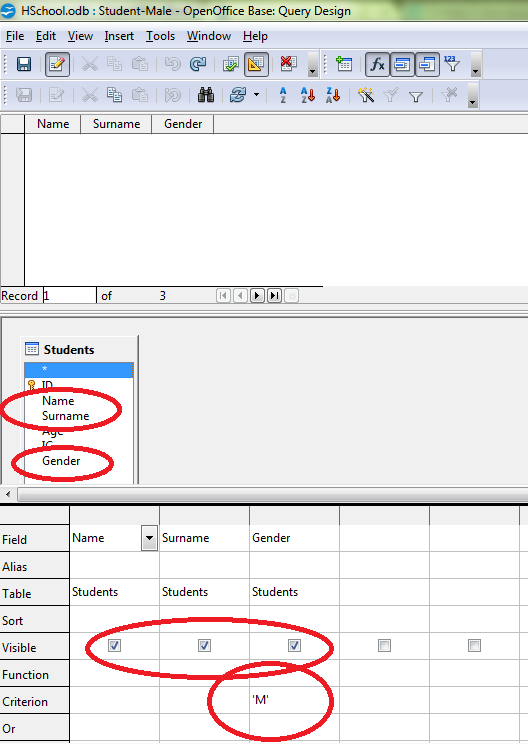 HSchool.odb : Student-Male - OpenOffice Base: Query Design
File Edit View Insert Tools Window Help
Name Surname Gender
Record 1 of 3
Students
*
ID
Name
Surname
Age
IC
Gender
Field Name Surname Gender
Alias
Table Students Students Students
Sort
Visible
Function
Criterion 'M'
Or